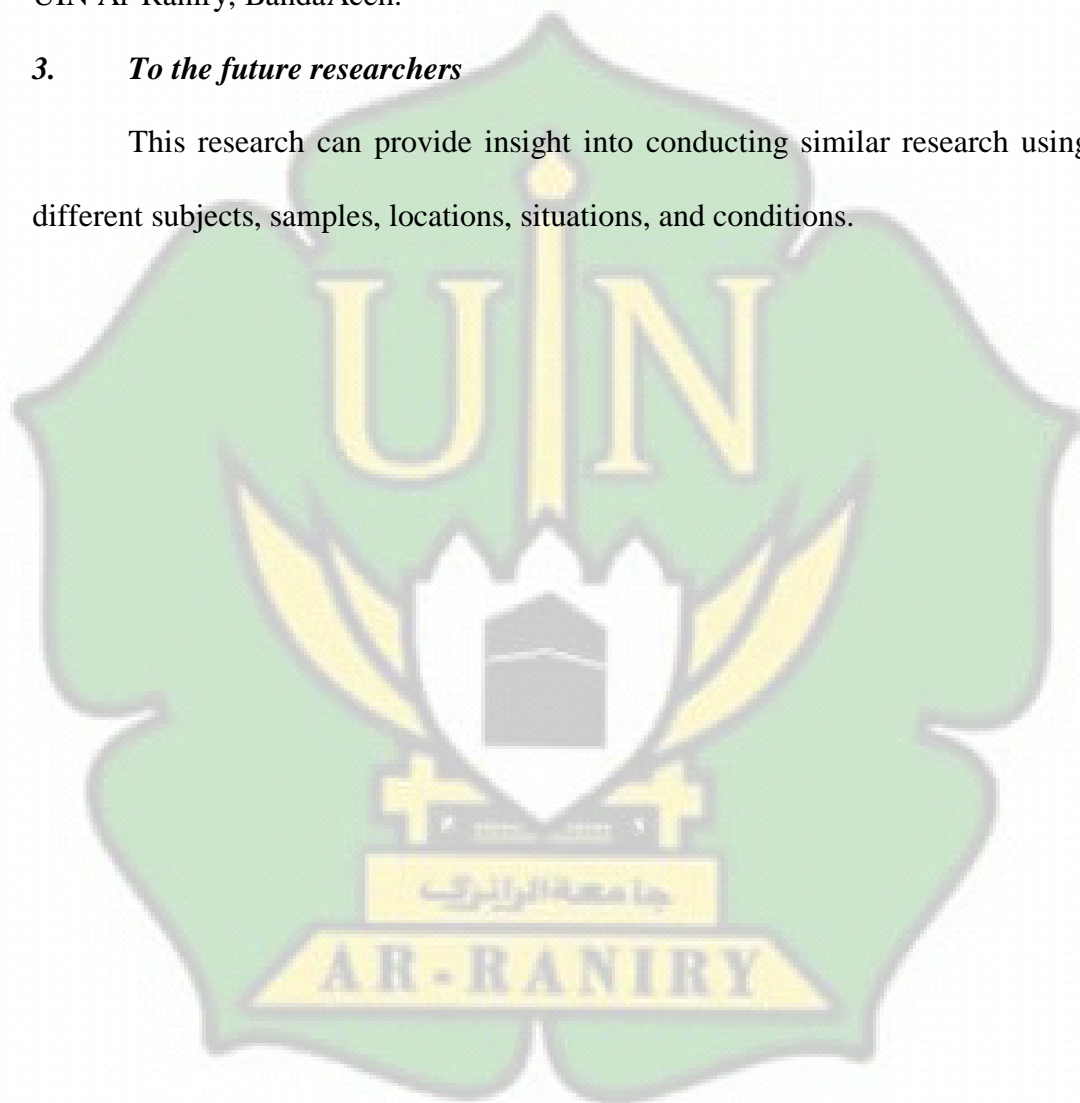 UIN Ar-Raniry, BandaAceh.
3. To the future researchers
This research can provide insight into conducting similar research using
different subjects, samples, locations, situations, and conditions.
UIN
جامعةالرانري
AR-RANIRY